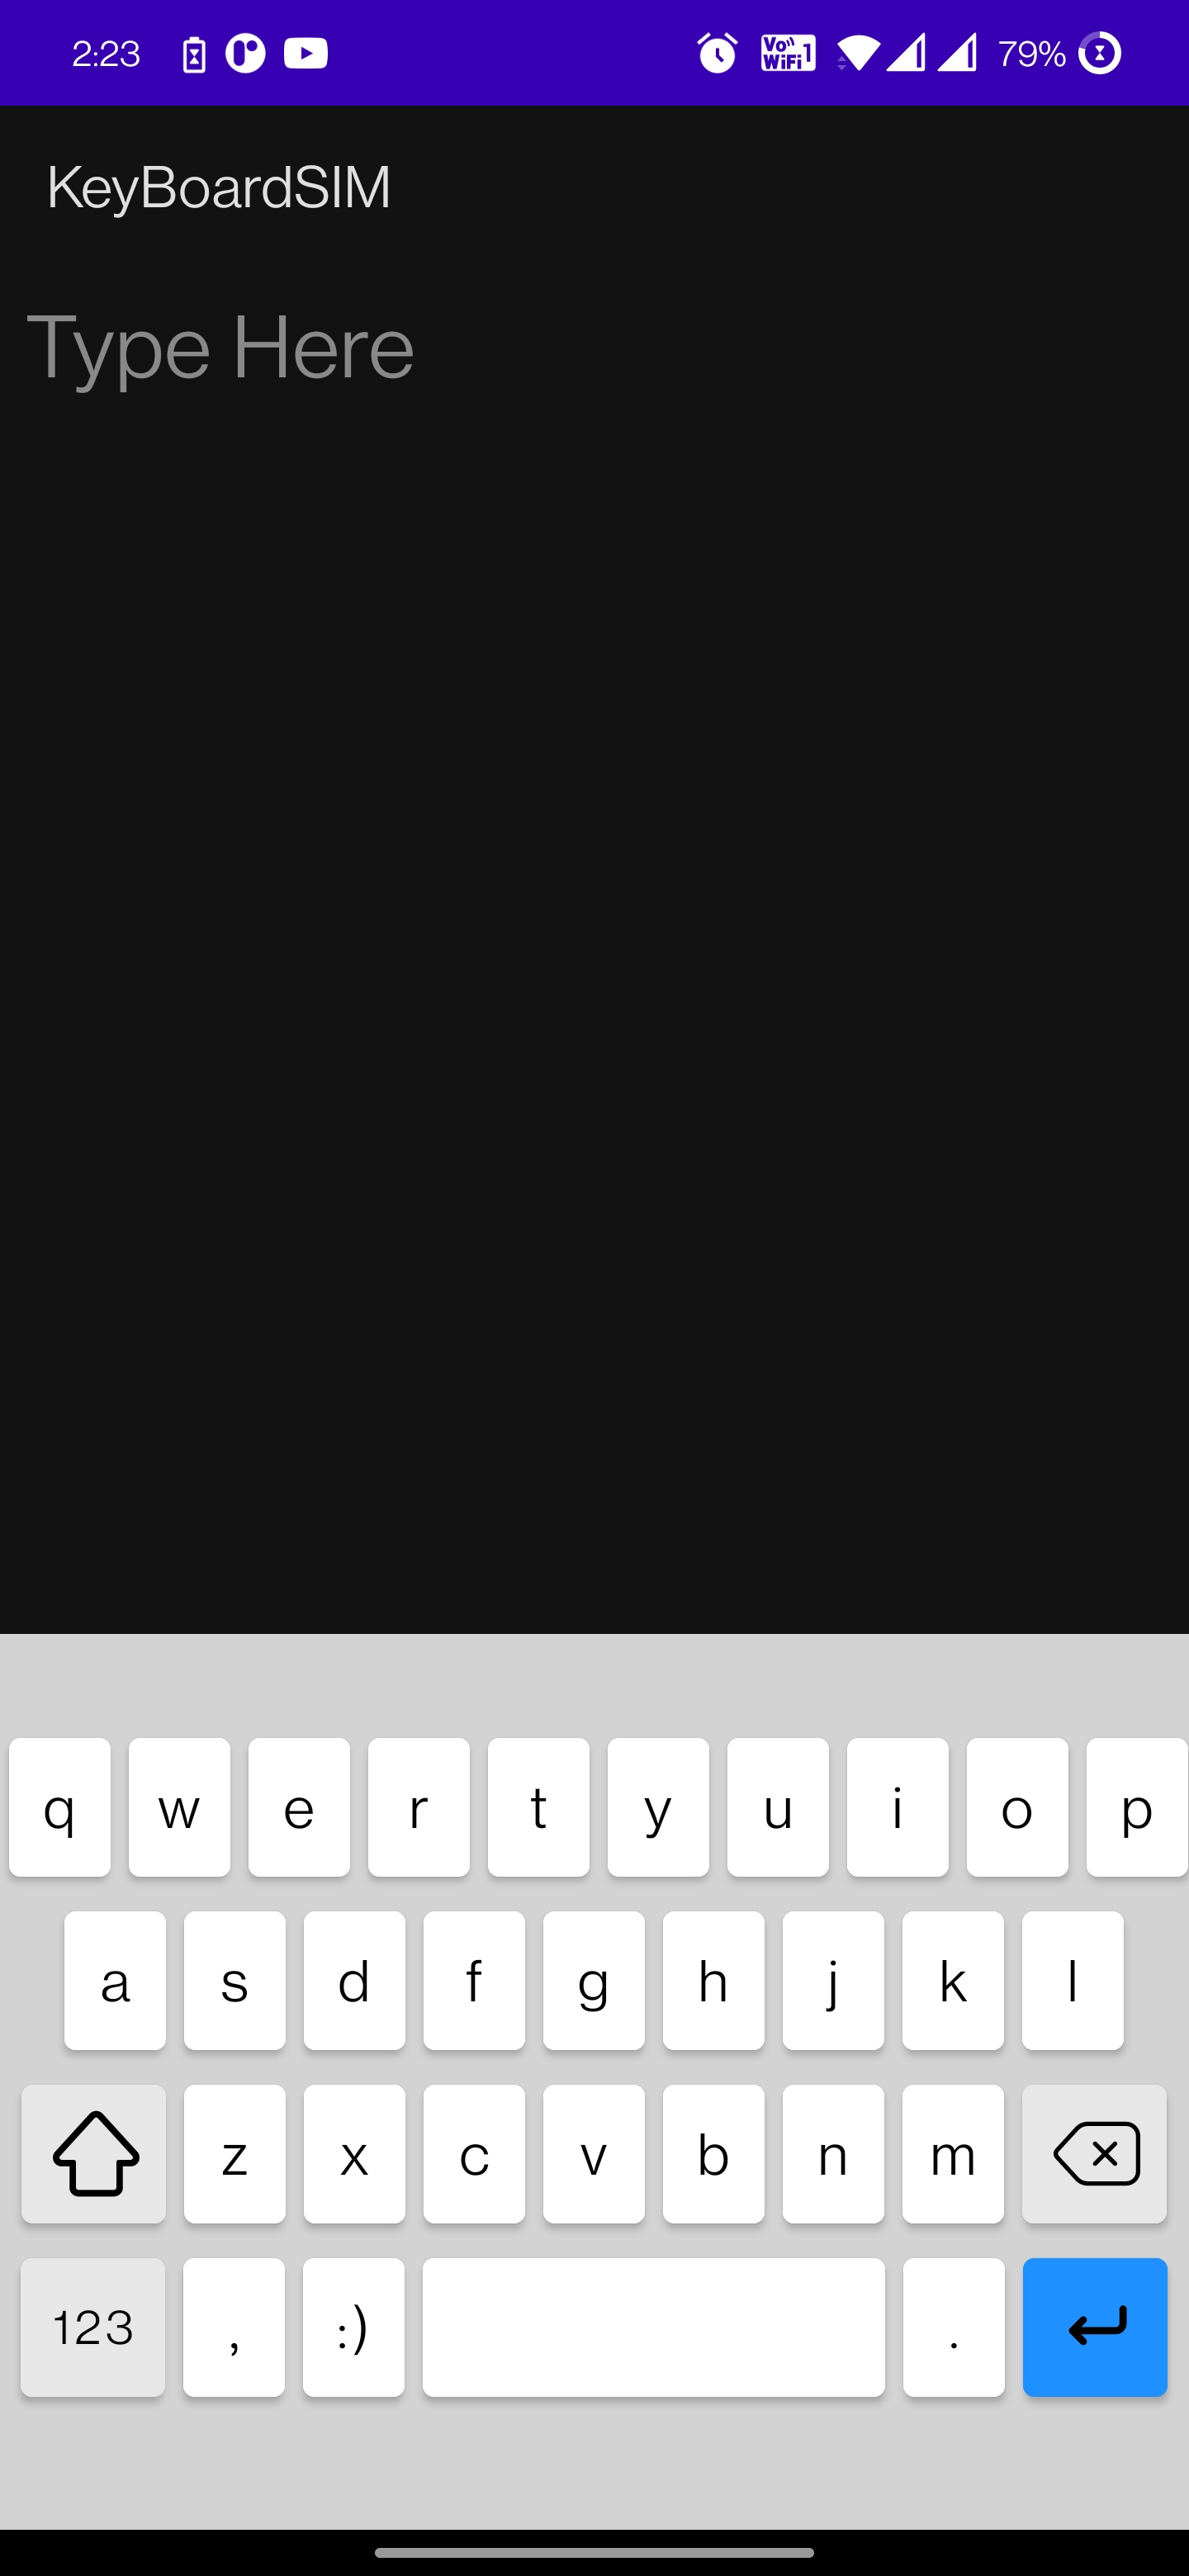 2:23 Vo WiFi 1 79%
KeyBoardSIM
Type Here
q w e r t y u i o p
a s d f g h j k l
z x c v b n m
123 , :) .